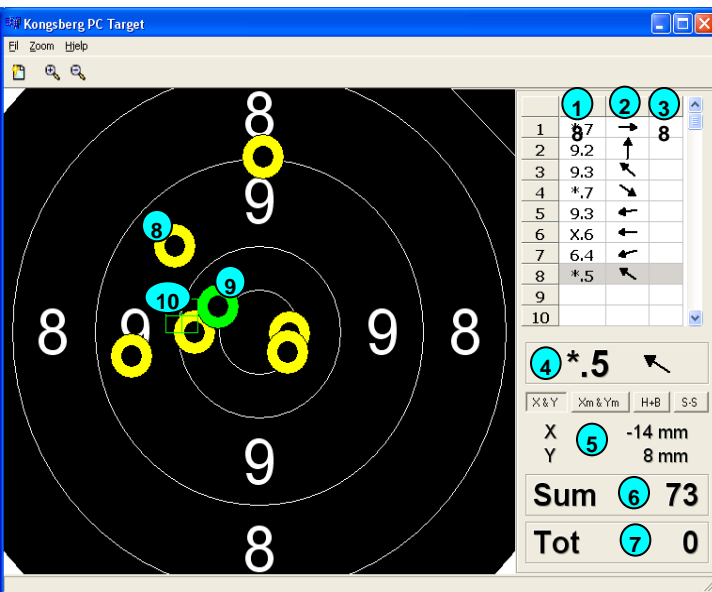 Kongsberg PC Target
Fil Zoom Hjelp
8
9
8 9 9 8
9
8
8
9
10
1 2 3
8 8
1 *.7
2 9.2
3 9.3
4 *.7
5 9.3
6 X.6
7 6.4
8 *.5
9
10
4 *.5
X & Y Xm & Ym H+B S-S
X -14 mm
5
Y 8 mm
Sum 6 73
Tot 7 0